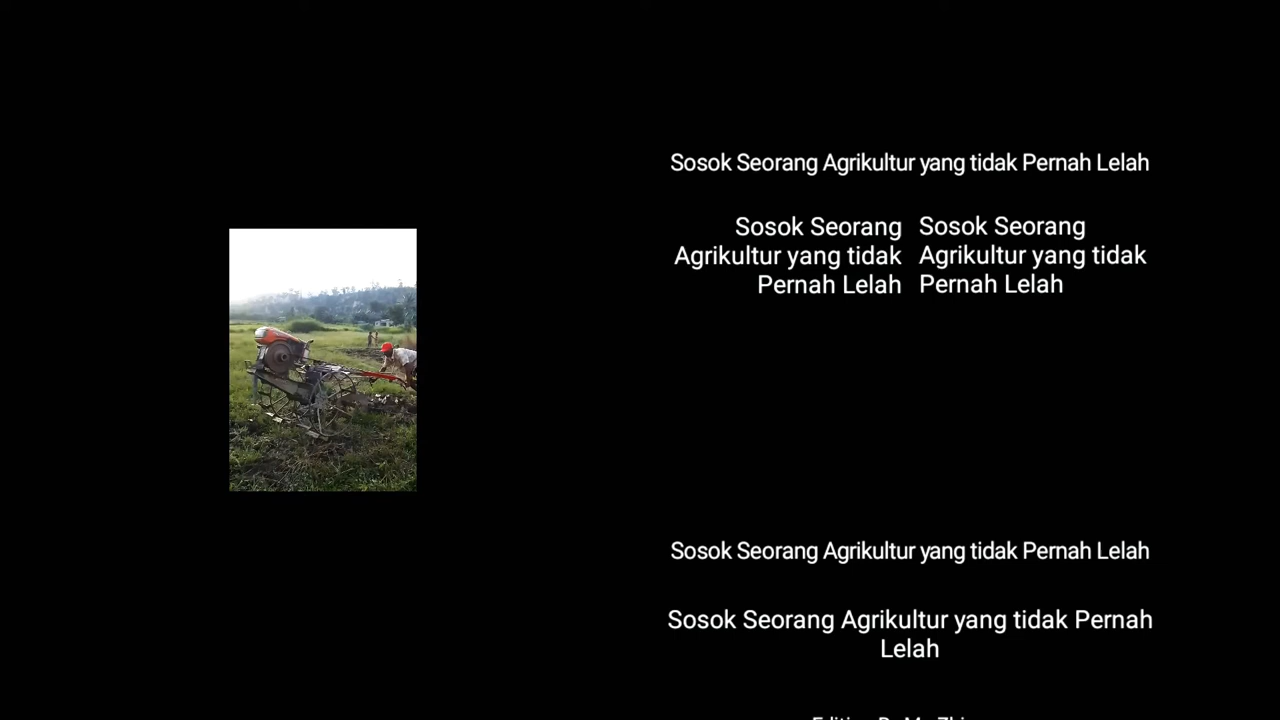 Sosok Seorang Agrikultur yang tidak Pernah Lelah
Sosok Seorang
Agrikultur yang tidak
Pernah Lelah
Sosok Seorang
Agrikultur yang tidak
Pernah Lelah
Sosok Seorang Agrikultur yang tidak Pernah Lelah
Sosok Seorang Agrikultur yang tidak Pernah
Lelah